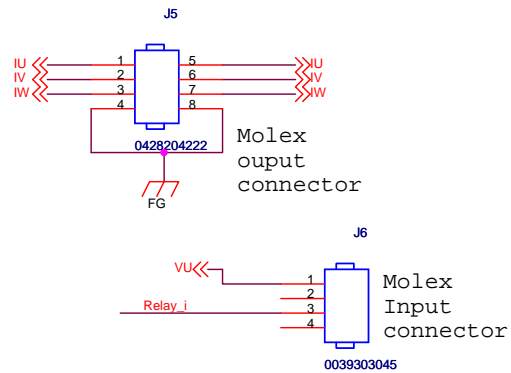 J5
IU 1 5 IU
IV 2 6 IV
IW 3 7 IW
4 8
0428204222
Molex
ouput
connector
FG
J6
VU
1
2
Relay_i 3
4
Molex
Input
connector
0039303045